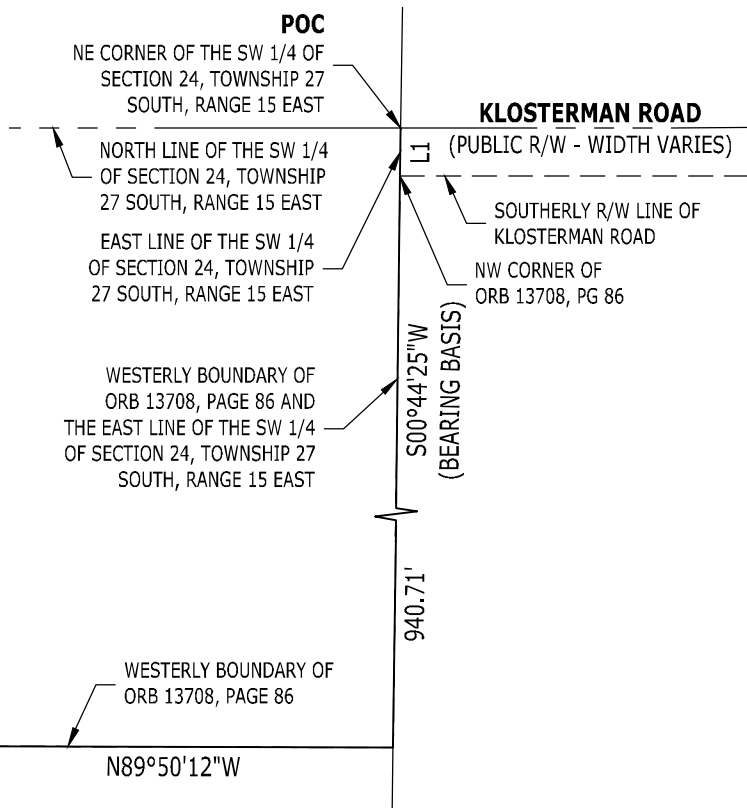 POC
NE CORNER OF THE SW 1/4 OF
SECTION 24, TOWNSHIP 27
SOUTH, RANGE 15 EAST
KLOSTERMAN ROAD
(PUBLIC R/W - WIDTH VARIES)
L1
NORTH LINE OF THE SW 1/4
OF SECTION 24, TOWNSHIP
27 SOUTH, RANGE 15 EAST
SOUTHERLY R/W LINE OF
KLOSTERMAN ROAD
EAST LINE OF THE SW 1/4
OF SECTION 24, TOWNSHIP
27 SOUTH, RANGE 15 EAST
NW CORNER OF
ORB 13708, PG 86
S00°44'25"W
(BEARING BASIS)
WESTERLY BOUNDARY OF
ORB 13708, PAGE 86 AND
THE EAST LINE OF THE SW 1/4
OF SECTION 24, TOWNSHIP 27
SOUTH, RANGE 15 EAST
940.71'
WESTERLY BOUNDARY OF
ORB 13708, PAGE 86
N89°50'12"W